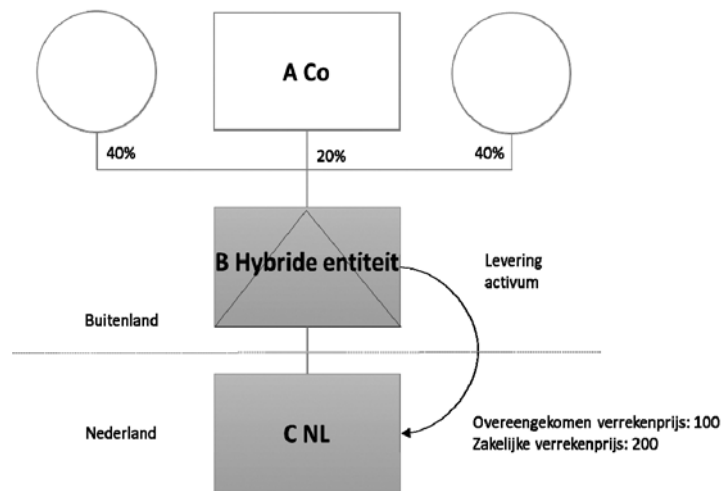 A Co
40%
20%
40%
B Hybride entiteit
Levering
activum
Buitenland
Nederland
C NL
Overeengekomen verrekenprijs: 100
Zakelijke verrekenprijs: 200